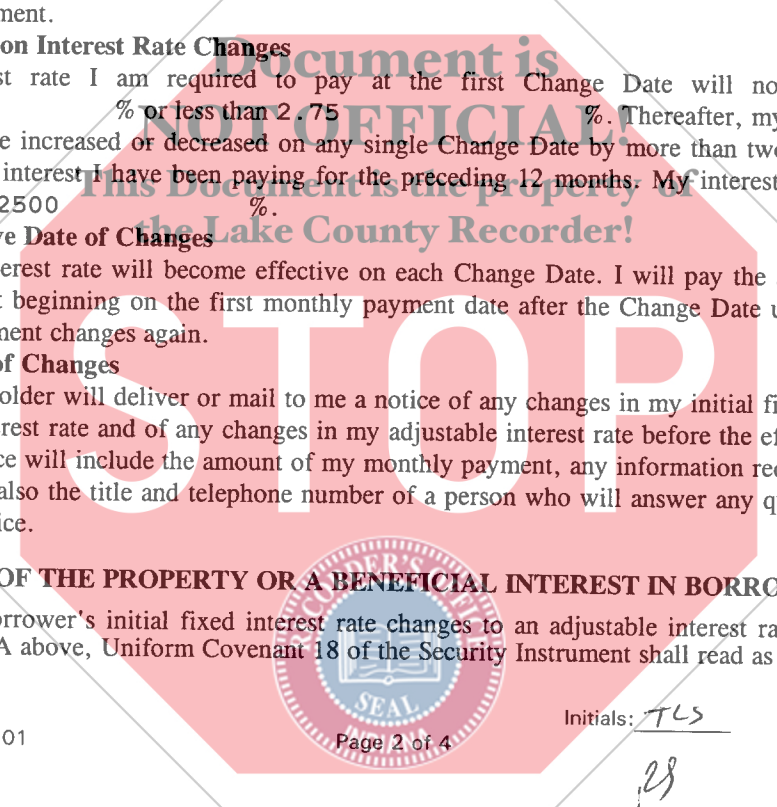 ment.
on Interest Rate Changes
st rate I am required to pay at the first Change Date will no
% or less than 2.75 %. Thereafter, my
e increased or decreased on any single Change Date by more than two
interest I have been paying for the preceding 12 months. My interest
2500 %.
ve Date of Changes
terest rate will become effective on each Change Date. I will pay the
t beginning on the first monthly payment date after the Change Date u
ment changes again.
of Changes
older will deliver or mail to me a notice of any changes in my initial fi
erest rate and of any changes in my adjustable interest rate before the ef
ce will include the amount of my monthly payment, any information rec
also the title and telephone number of a person who will answer any q
ice.
OF THE PROPERTY OR A BENEFICIAL INTEREST IN BORRO
orrower's initial fixed interest rate changes to an adjustable interest ra
A above, Uniform Covenant 18 of the Security Instrument shall read as
Initials: TLS
01
Page 2 of 4
Document is
NOT OFFICIAL!
This Document is the property of
the Lake County Recorder!
STOP
RECORDER'S OFFICE
SEAL
INDIANA